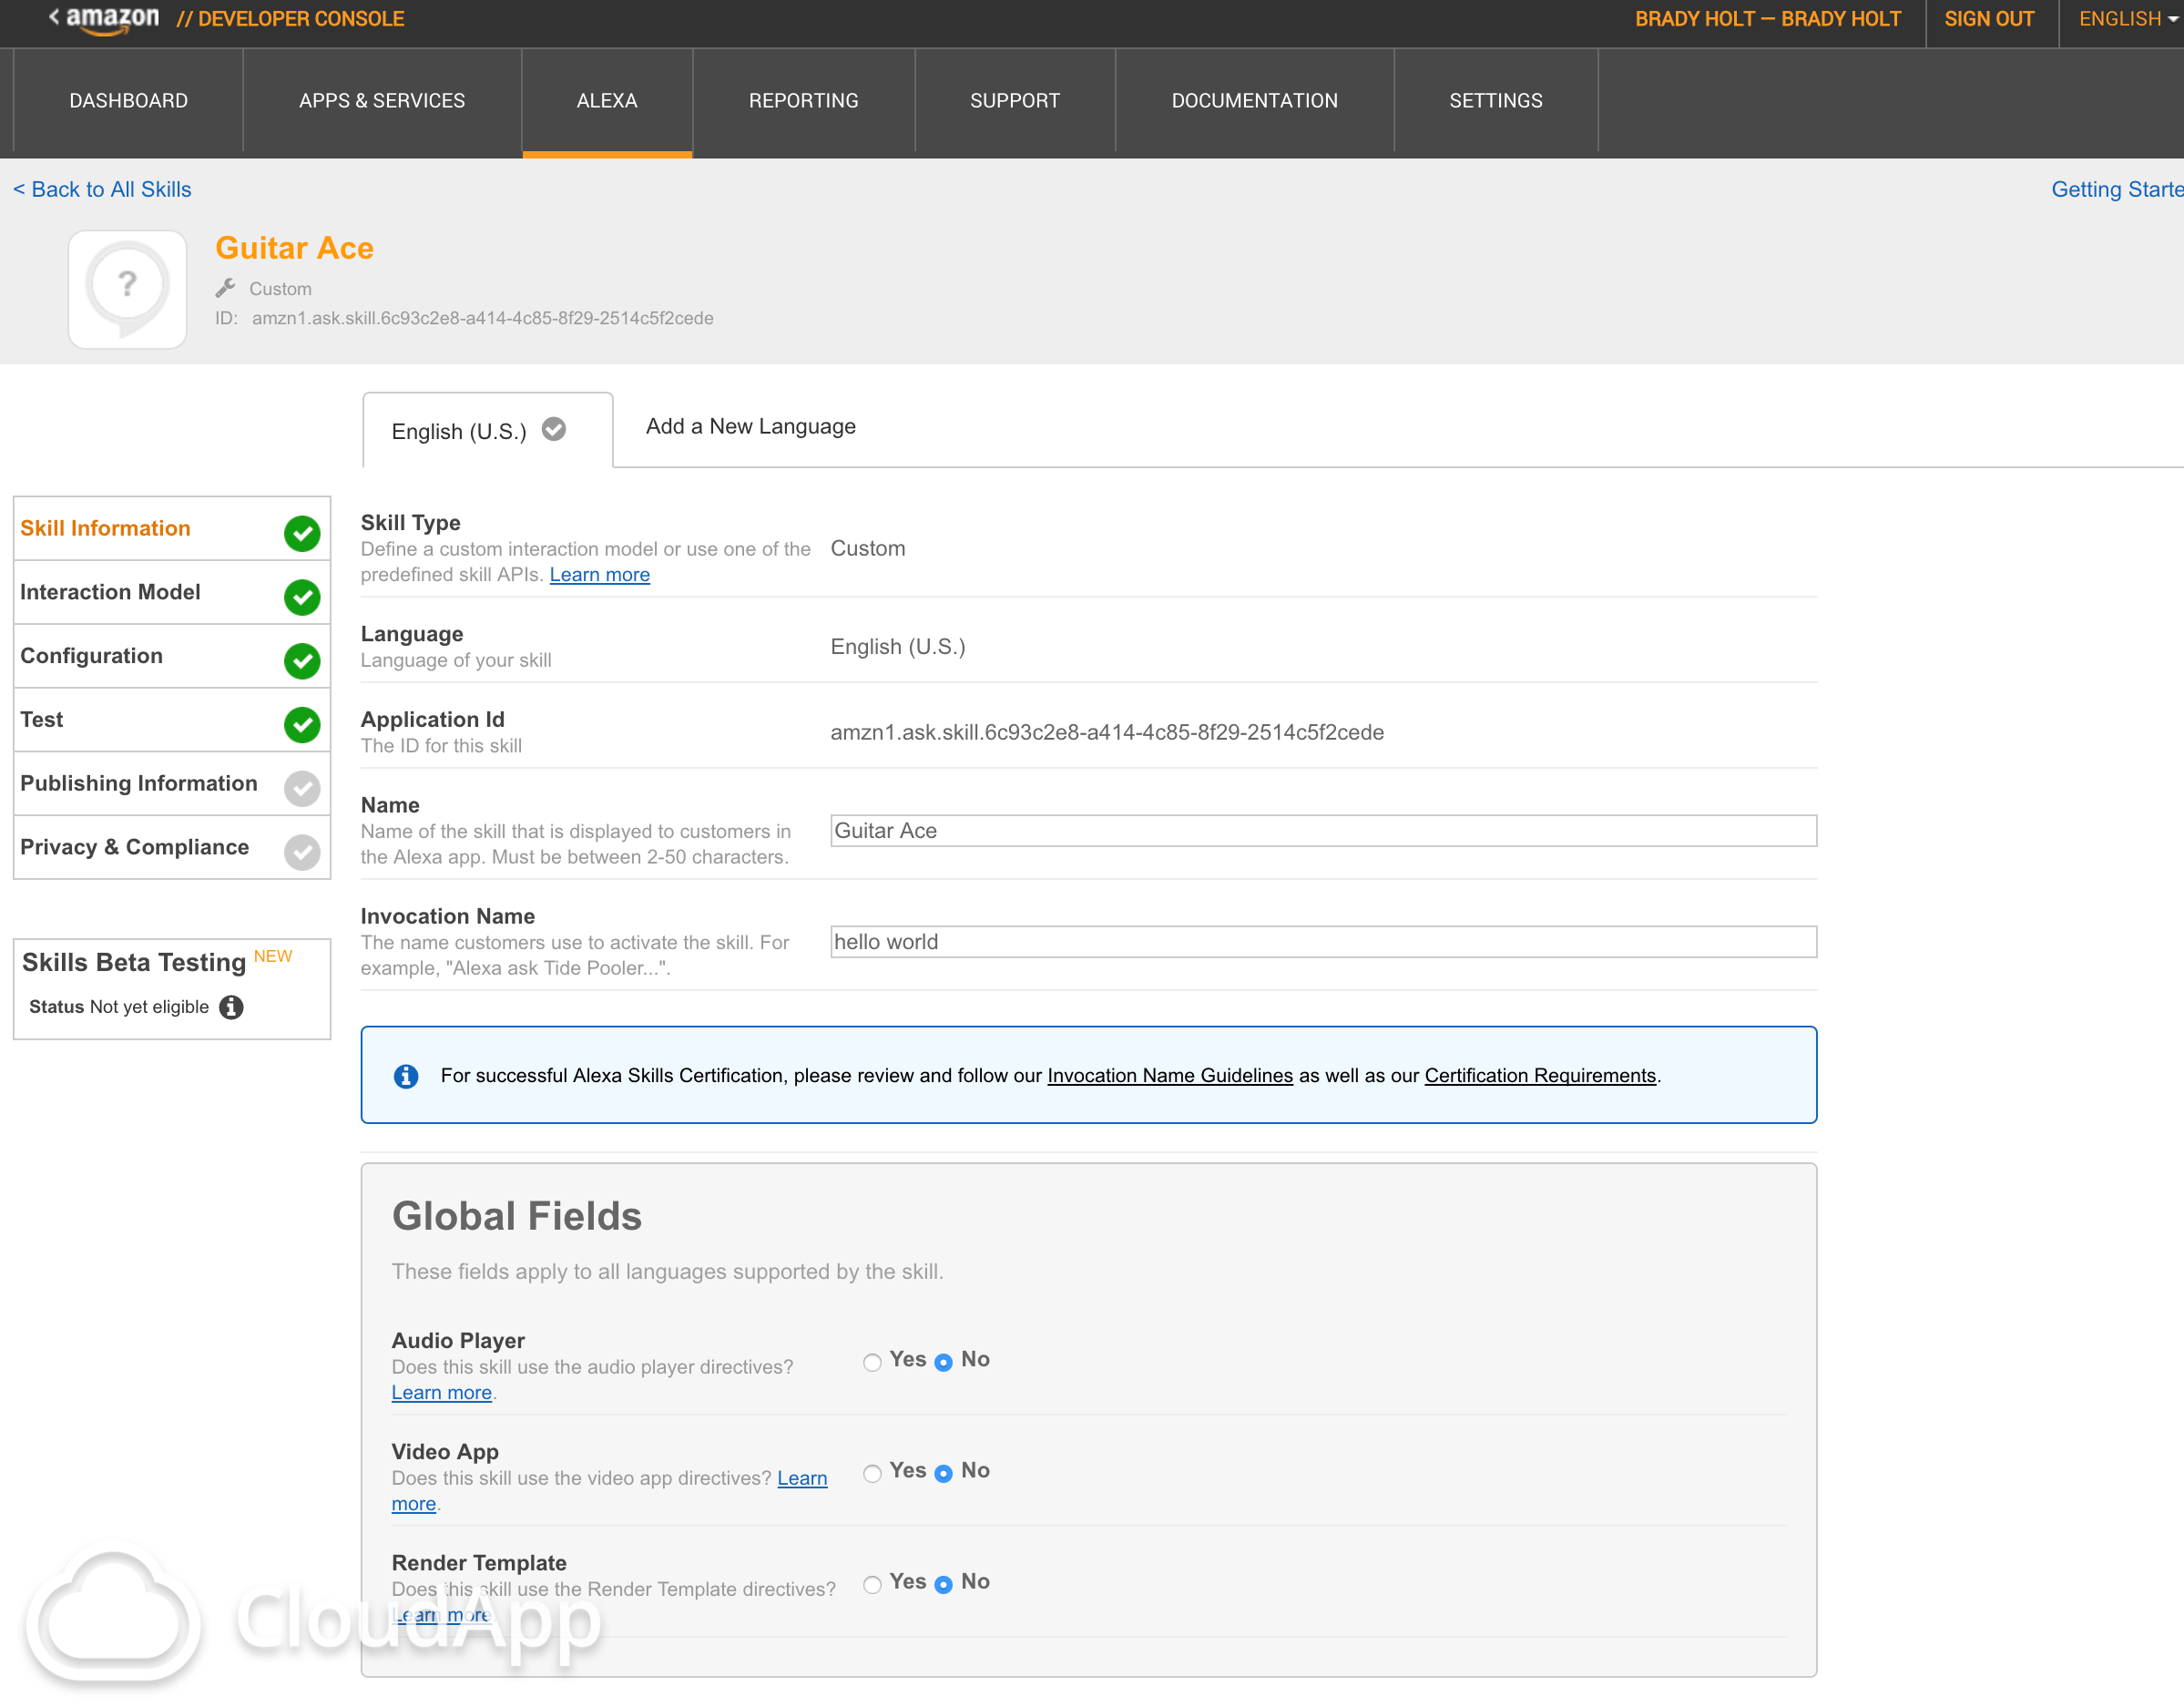 < amazon // DEVELOPER CONSOLE BRADY HOLT — BRADY HOLT SIGN OUT ENGLISH
DASHBOARD APPS & SERVICES ALEXA REPORTING SUPPORT DOCUMENTATION SETTINGS
< Back to All Skills Getting Starte
Guitar Ace
?
Custom
ID: amzn1.ask.skill.6c93c2e8-a414-4c85-8f29-2514c5f2cede
English (U.S.) Add a New Language
Skill Information
Interaction Model
Configuration
Test
Publishing Information
Privacy & Compliance
Skills Beta Testing NEW
Status Not yet eligible
Skill Type
Define a custom interaction model or use one of the
predefined skill APIs. Learn more
Custom
Language
Language of your skill
English (U.S.)
Application Id
The ID for this skill
amzn1.ask.skill.6c93c2e8-a414-4c85-8f29-2514c5f2cede
Name
Name of the skill that is displayed to customers in
the Alexa app. Must be between 2-50 characters.
Guitar Ace
Invocation Name
The name customers use to activate the skill. For
example, "Alexa ask Tide Pooler...".
hello world
For successful Alexa Skills Certification, please review and follow our Invocation Name Guidelines as well as our Certification Requirements.
Global Fields
These fields apply to all languages supported by the skill.
Audio Player
Does this skill use the audio player directives?
Learn more.
Yes No
Video App
Does this skill use the video app directives? Learn
more.
Yes No
Render Template
Does this skill use the Render Template directives?
Learn more
Yes No
CloudApp